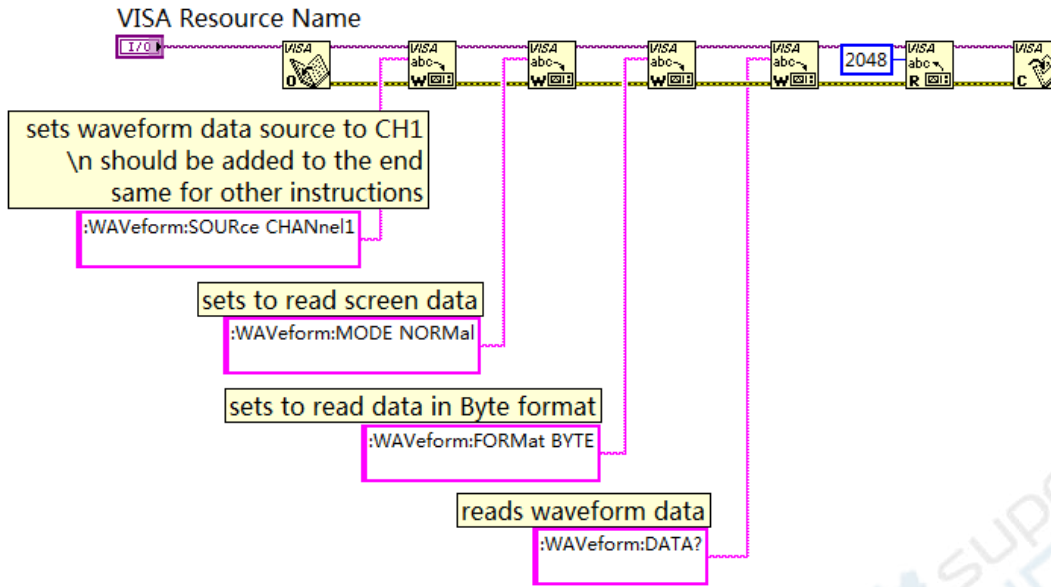 VISA Resource Name
I/O
VISA
O
VISA
abc
W
VISA
abc
W
VISA
abc
W
VISA
abc
W
2048
VISA
abc
R
VISA
C
sets waveform data source to CH1
\n should be added to the end
same for other instructions
:WAVeform:SOURce CHANnel1
sets to read screen data
:WAVeform:MODE NORMal
sets to read data in Byte format
:WAVeform:FORMat BYTE
reads waveform data
:WAVeform:DATA?